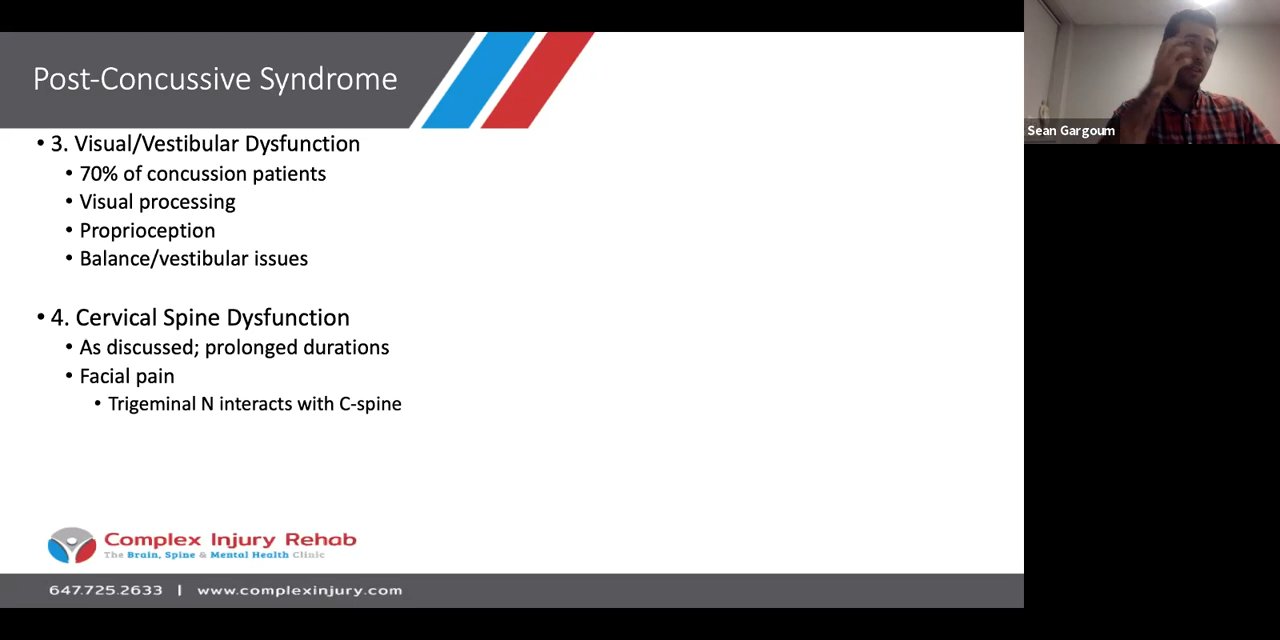 Post-Concussive Syndrome
• 3. Visual/Vestibular Dysfunction
• 70% of concussion patients
• Visual processing
• Proprioception
• Balance/vestibular issues
• 4. Cervical Spine Dysfunction
• As discussed; prolonged durations
• Facial pain
• Trigeminal N interacts with C-spine
Complex Injury Rehab
The Brain, Spine & Mental Health Clinic
647.725.2633 | www.complexinjury.com
Sean Gargoum